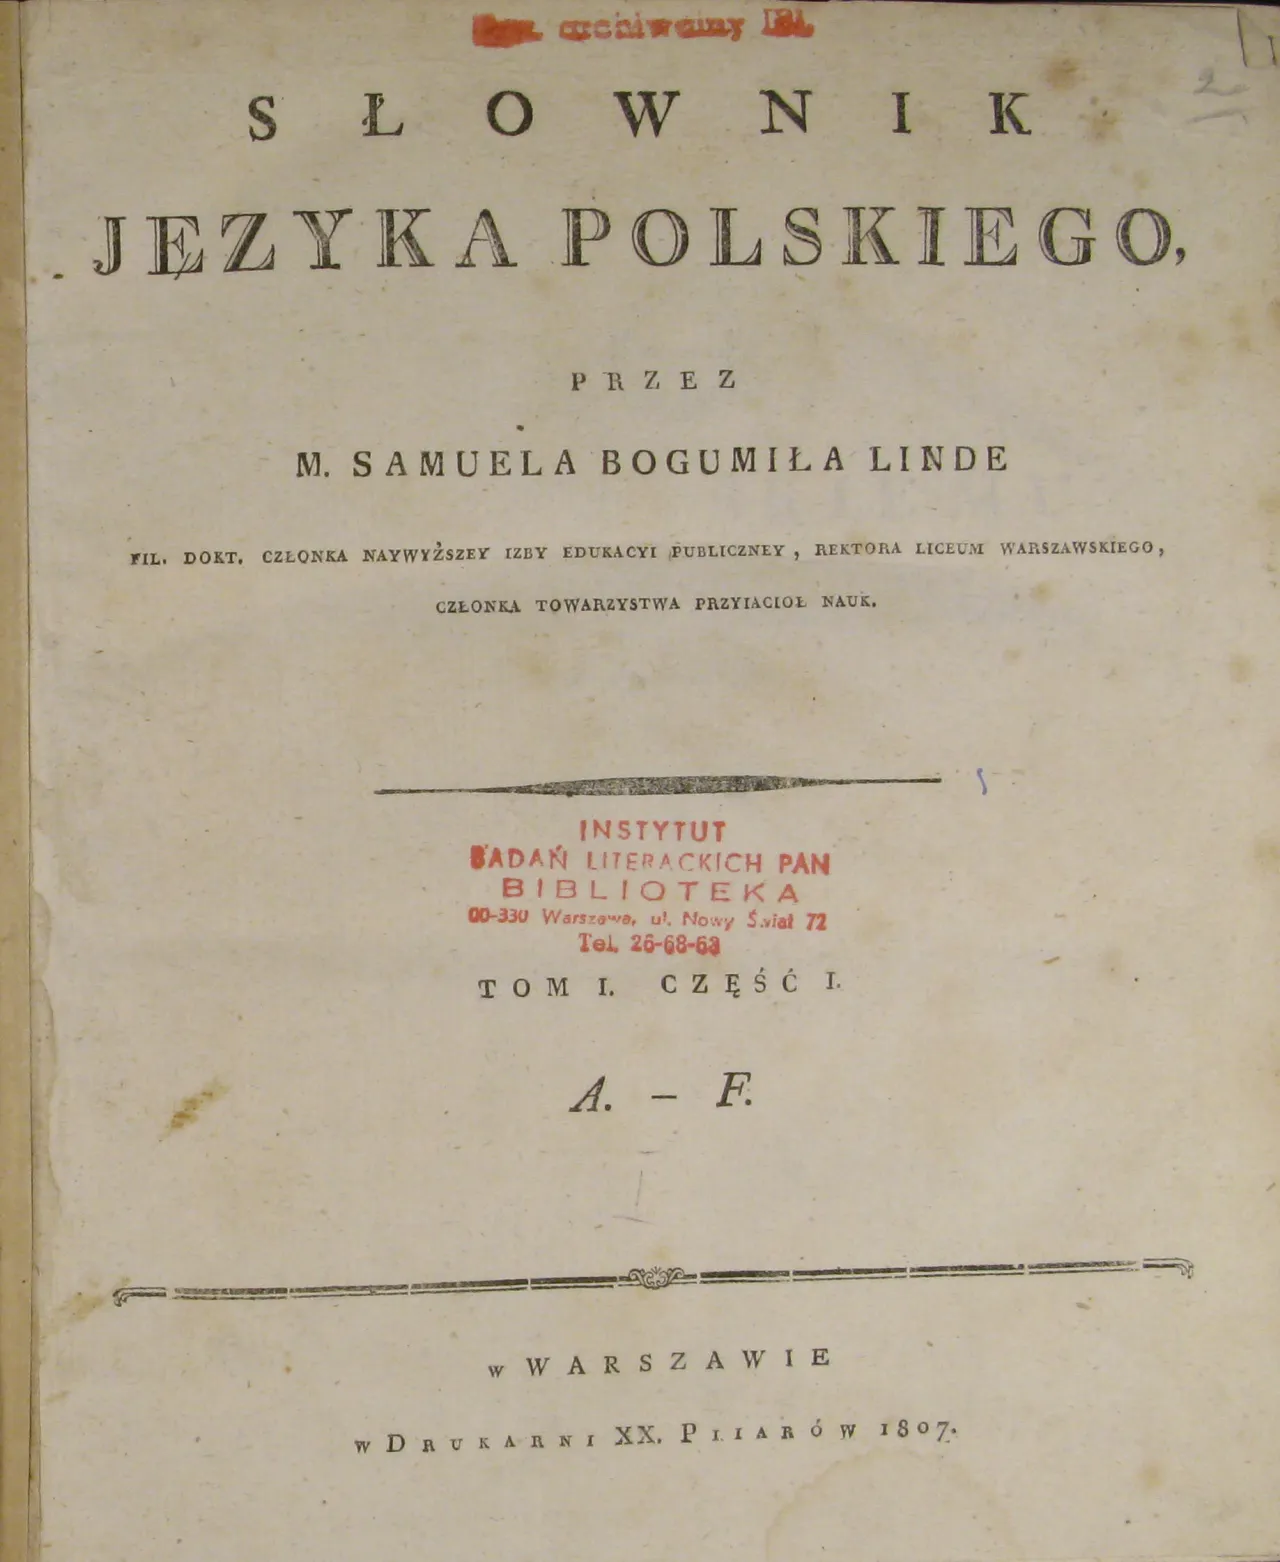 archiwalny
2
SŁOWNIK
JĘZYKA POLSKIEGO,
PRZEZ
M. SAMUELA BOGUMIŁA LINDE
FIL. DOKT. CZŁONKA NAYWYŻSZEY IZBY EDUKACYI PUBLICZNEY, REKTORA LICEUM WARSZAWSKIEGO,
CZŁONKA TOWARZYSTWA PRZYIACIOŁ NAUK.
INSTYTUT
BADAŃ LITERACKICH PAN
BIBLIOTEKA
00-330 Warszawa, ul. Nowy Świat 72
Tel. 26-68-63
TOM I. CZĘŚĆ I.
A. – F.
w WARSZAWIE
w DRUKARNI XX. PIIARÓW 1807.